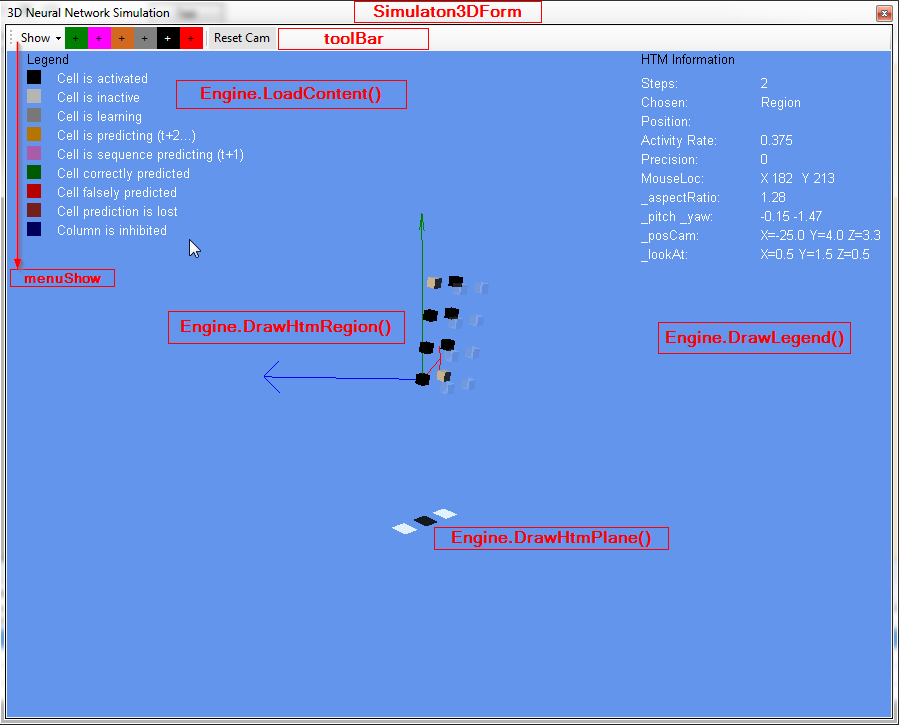 3D Neural Network Simulation
Simulaton3DForm
Show + + + + + + Reset Cam
toolBar
Legend
Cell is activated
Cell is inactive
Cell is learning
Cell is predicting (t+2...)
Cell is sequence predicting (t+1)
Cell correctly predicted
Cell falsely predicted
Cell prediction is lost
Column is inhibited
Engine.LoadContent()
HTM Information
Steps: 2
Chosen: Region
Position:
Activity Rate: 0.375
Precision: 0
MouseLoc: X 182 Y 213
_aspectRatio: 1.28
_pitch _yaw: -0.15 -1.47
_posCam: X=-25.0 Y=4.0 Z=3.3
_lookAt: X=0.5 Y=1.5 Z=0.5
menuShow
Engine.DrawHtmRegion()
Engine.DrawLegend()
Engine.DrawHtmPlane()